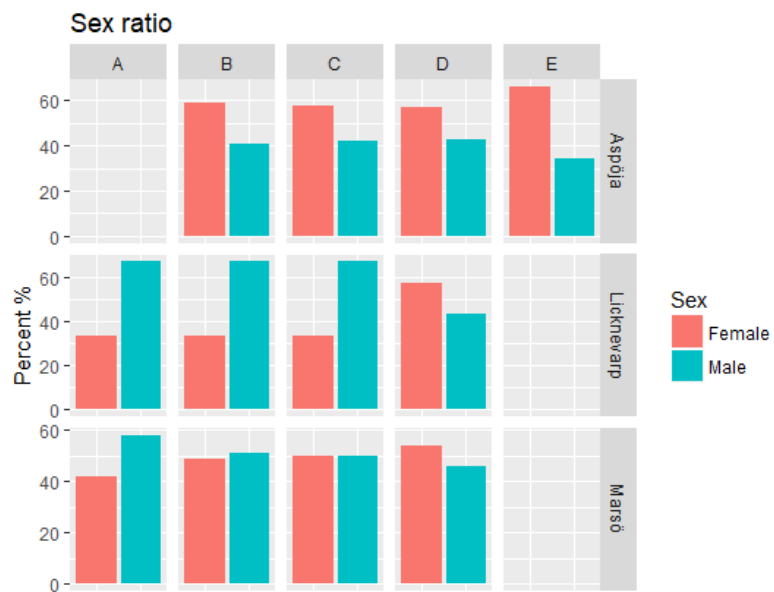 Sex ratio
A B C D E
60
40
20
0
Aspöja
60
40
20
0
Licknevarp
60
40
20
0
Marsö
Percent %
Sex
Female
Male